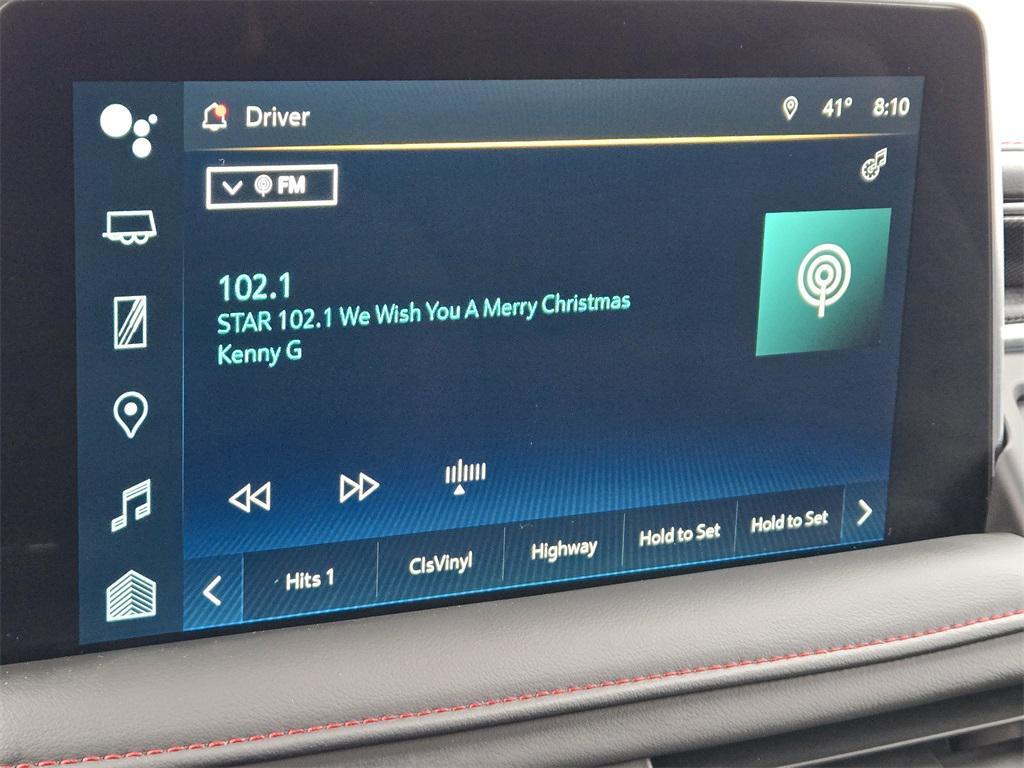 Driver
41° 8:10
FM
102.1
STAR 102.1 We Wish You A Merry Christmas
Kenny G
Hits 1
ClsVinyl
Highway
Hold to Set
Hold to Set